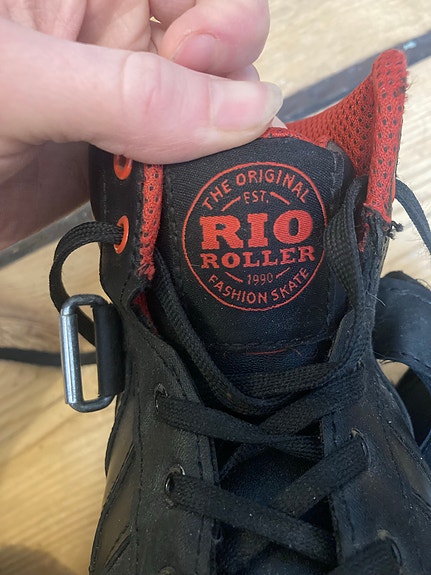 THE ORIGINAL
EST.
RIO
ROLLER
1990
FASHION SKATE